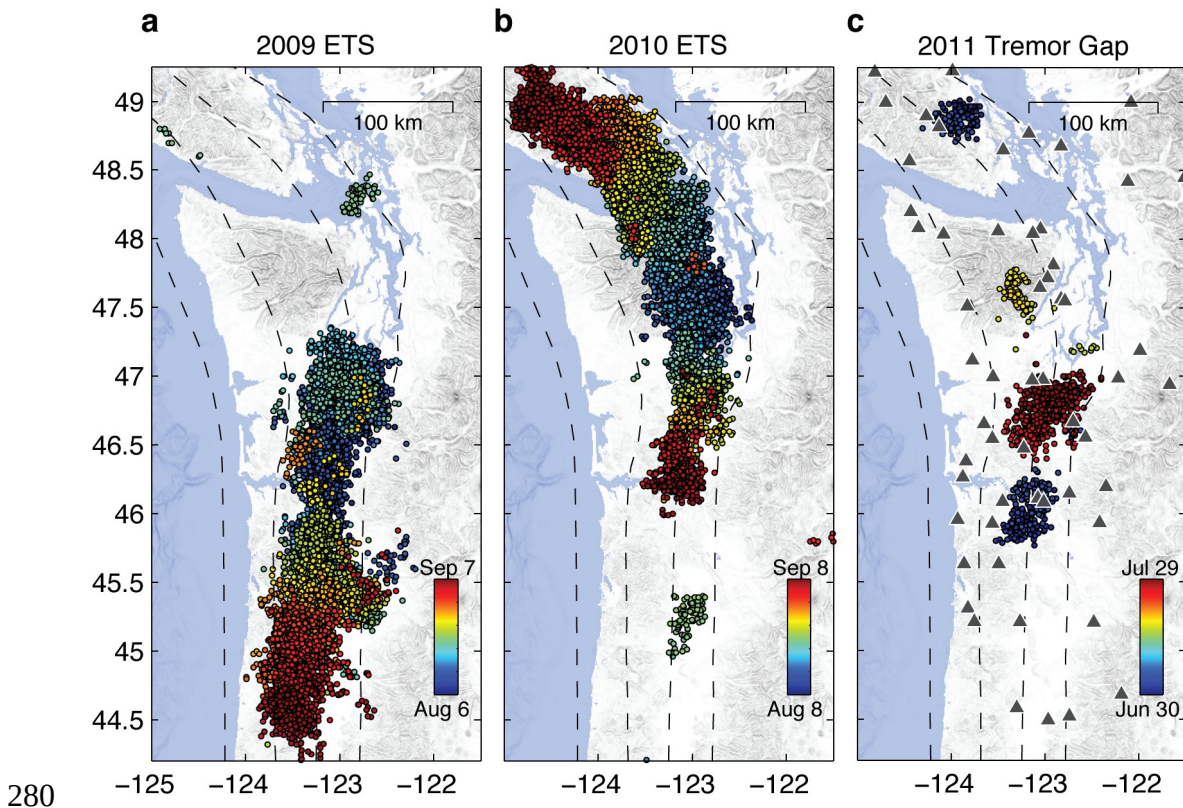 a b c
2009 ETS 2010 ETS 2011 Tremor Gap
49
48.5
48
47.5
47
46.5
46
45.5
45
44.5
100 km 100 km 100 km
Sep 7 Sep 8 Jul 29
Aug 6 Aug 8 Jun 30
−125 −124 −123 −122 −124 −123 −122 −124 −123 −122
280